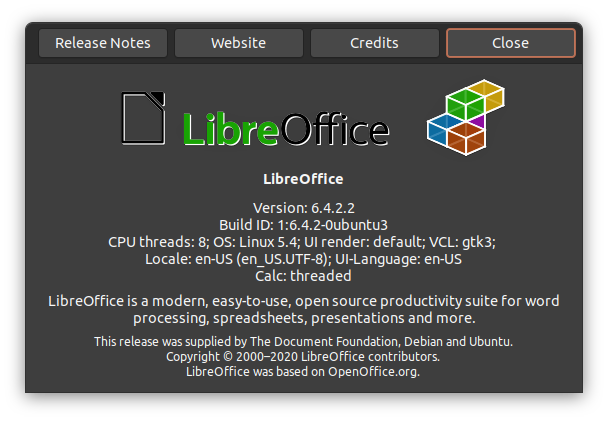 Release Notes
Website
Credits
Close
LibreOffice
LibreOffice
Version: 6.4.2.2
Build ID: 1:6.4.2-0ubuntu3
CPU threads: 8; OS: Linux 5.4; UI render: default; VCL: gtk3;
Locale: en-US (en_US.UTF-8); UI-Language: en-US
Calc: threaded
LibreOffice is a modern, easy-to-use, open source productivity suite for word
processing, spreadsheets, presentations and more.
This release was supplied by The Document Foundation, Debian and Ubuntu.
Copyright © 2000–2020 LibreOffice contributors.
LibreOffice was based on OpenOffice.org.